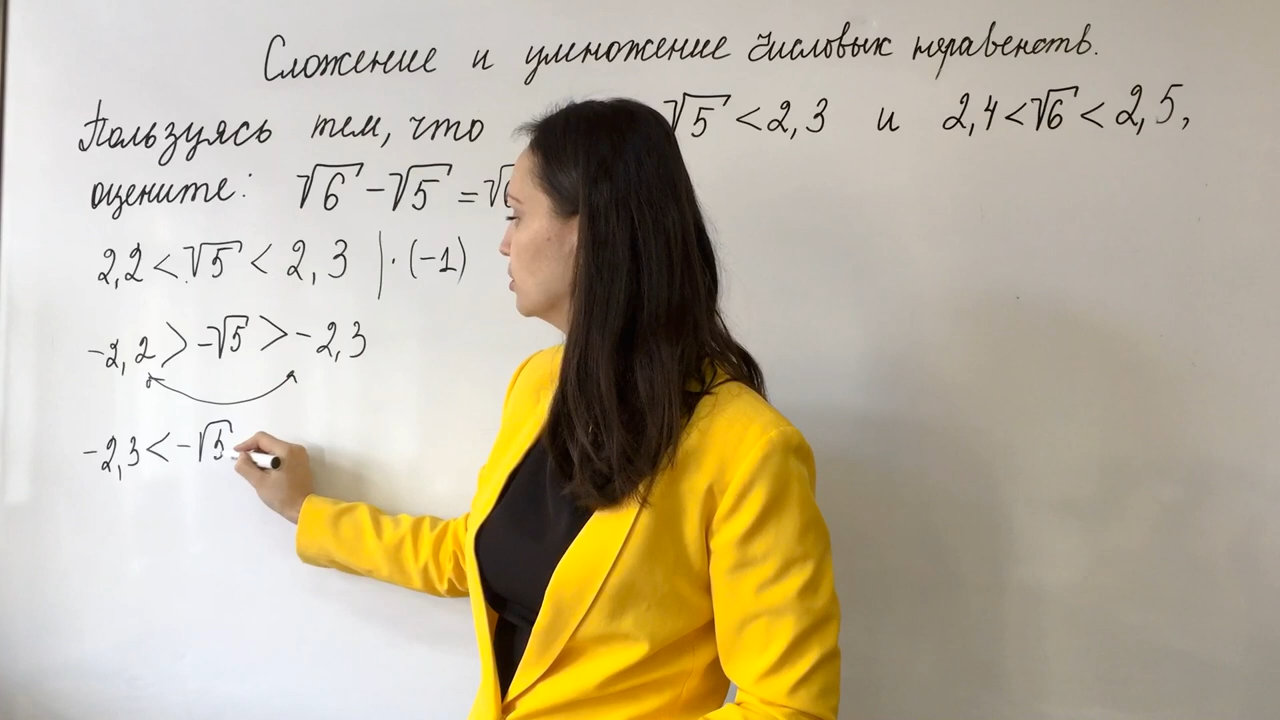 Сложение и умножение числовых неравенств.
Пользуясь тем, что √5 < 2,3 и 2,4 < √6 < 2,5,
оцените: √6 - √5 = √
2,2 < √5 < 2,3 | · (-1)
-2,2 > -√5 > -2,3
-2,3 < -√5